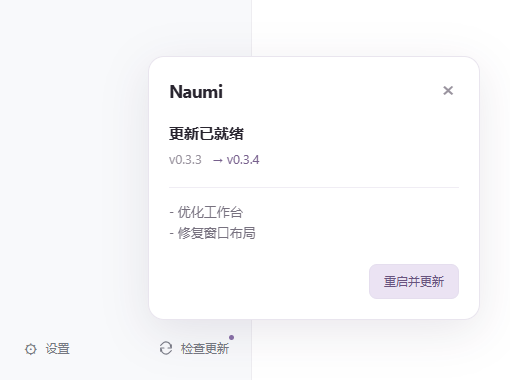 Naumi
更新已就绪
v0.3.3 → v0.3.4
- 优化工作台
- 修复窗口布局
重启并更新
设置
检查更新